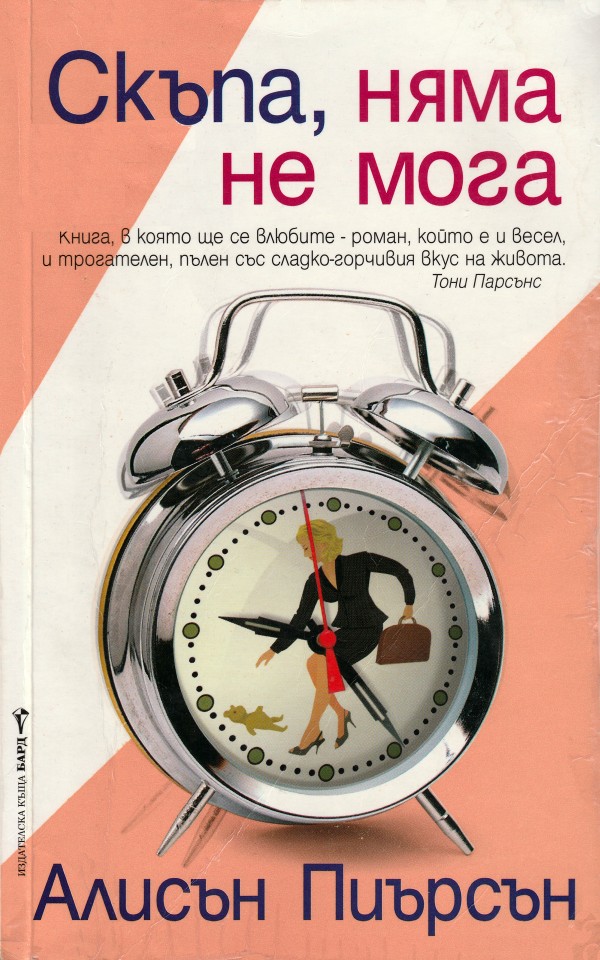 Скъпа, няма
не мога
Книга, в която ще се влюбите - роман, който е и весел,
и трогателен, пълен със сладко-горчивия вкус на живота.
Тони Парсънс
ИЗДАТЕЛСКА КЪЩА БАРД
Алисън Пиърсън